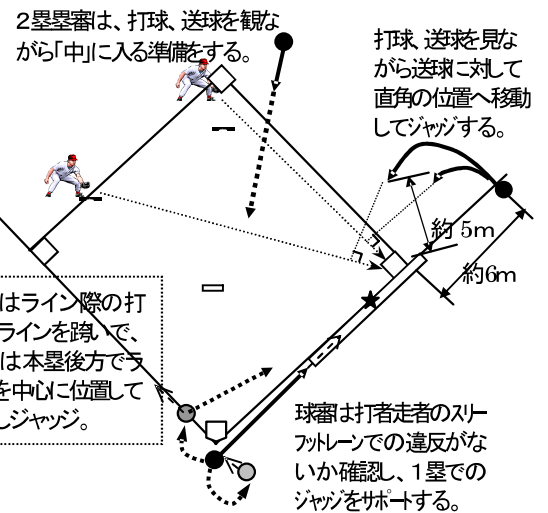 ２塁塁審は、打球、送球を観な
がら「中」に入る準備をする。
打球、送球を見な
がら送球に対して
直角の位置へ移動
してジャッジする。
約５ｍ
約6ｍ
はライン際の打
ラインを跨いで、
は本塁後方でラ
を中心に位置して
しジャッジ。
球審は打者走者のスリー
フットレーンでの違反がな
いか確認し、１塁での
ジャッジをサポートする。